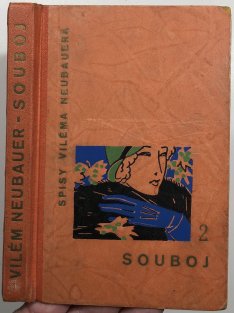 VILÉM NEUBAUER - SOUBOJ
SPISY VILÉMA NEUBAUERA
2
SOUBOJ